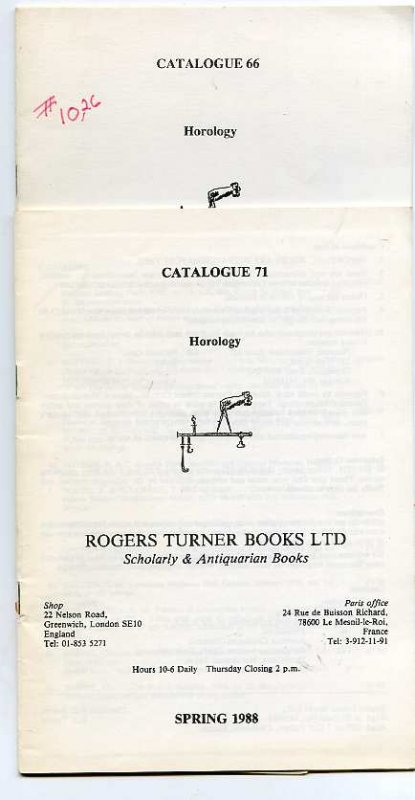 CATALOGUE 66
# 10,26
Horology
CATALOGUE 71
Horology
ROGERS TURNER BOOKS LTD
Scholarly & Antiquarian Books
Shop
22 Nelson Road,
Greenwich, London SE10
England
Tel: 01-853 5271
Paris office
24 Rue de Buisson Richard,
78600 Le Mesnil-le-Roi,
France
Tel: 3-912-11-91
Hours 10-6 Daily Thursday Closing 2 p.m.
SPRING 1988